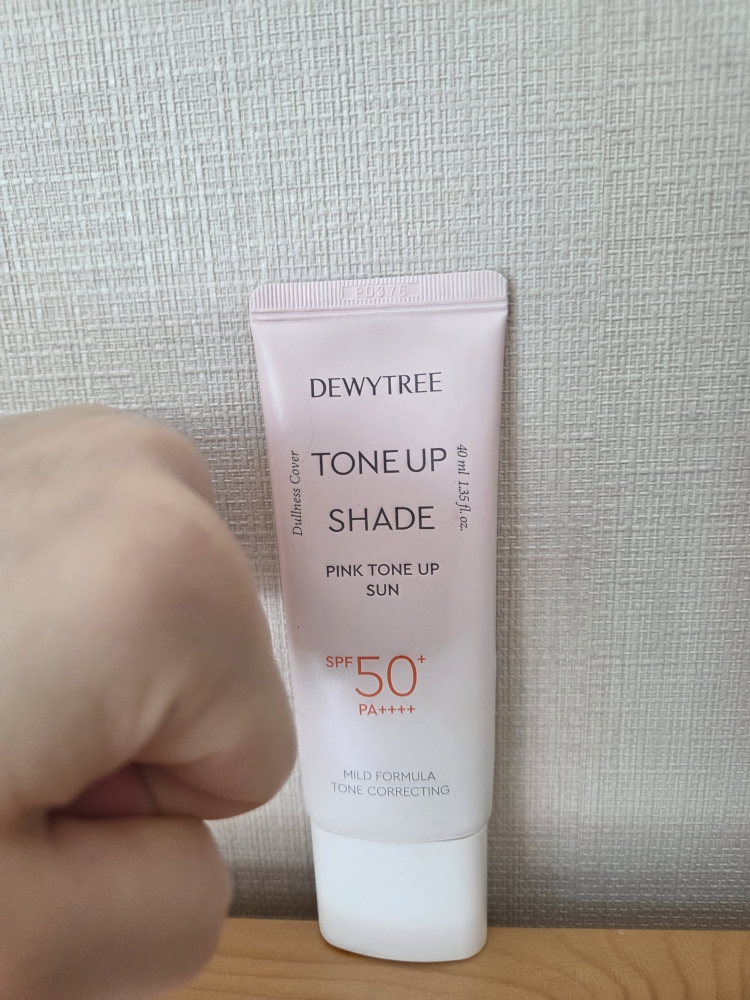 DEWYTREE
TONE UP
SHADE
Dullness Cover
40 ml 1.35 fl. oz.
PINK TONE UP
SUN
SPF 50+
PA++++
MILD FORMULA
TONE CORRECTING